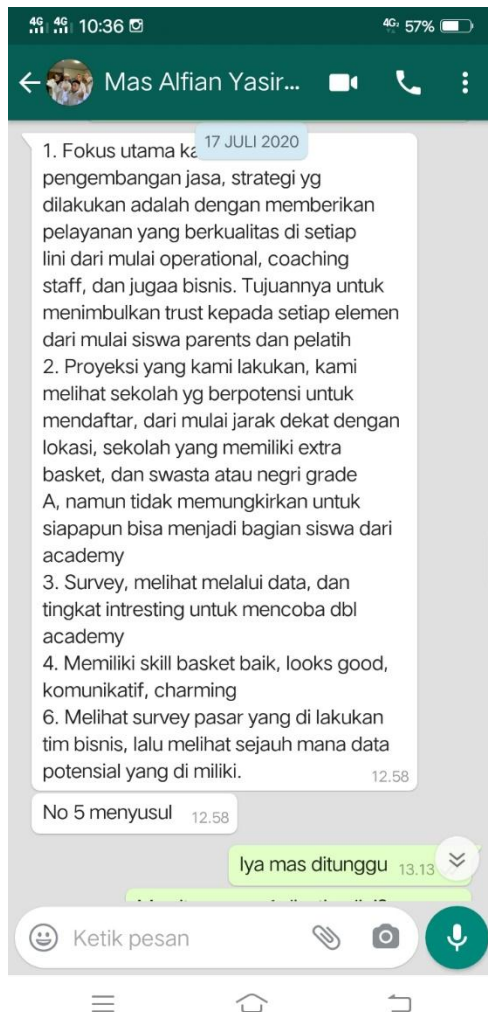 4G 4G 10:36 4G 57%
Mas Alfian Yasir...
17 JULI 2020
1. Fokus utama
pengembangan jasa, strategi yg
dilakukan adalah dengan memberikan
pelayanan yang berkualitas di setiap
lini dari mulai operational, coaching
staff, dan jugaa bisnis. Tujuannya untuk
menimbulkan trust kepada setiap elemen
dari mulai siswa parents dan pelatih
2. Proyeksi yang kami lakukan, kami
melihat sekolah yg berpotensi untuk
mendaftar, dari mulai jarak dekat dengan
lokasi, sekolah yang memiliki extra
basket, dan swasta atau negri grade
A, namun tidak memungkirkan untuk
siapapun bisa menjadi bagian siswa dari
academy
3. Survey, melihat melalui data, dan
tingkat intresting untuk mencoba dbl
academy
4. Memiliki skill basket baik, looks good,
komunikatif, charming
6. Melihat survey pasar yang di lakukan
tim bisnis, lalu melihat sejauh mana data
potensial yang di miliki. 12.58
No 5 menyusul 12.58
Iya mas ditunggu 13.13
Ketik pesan